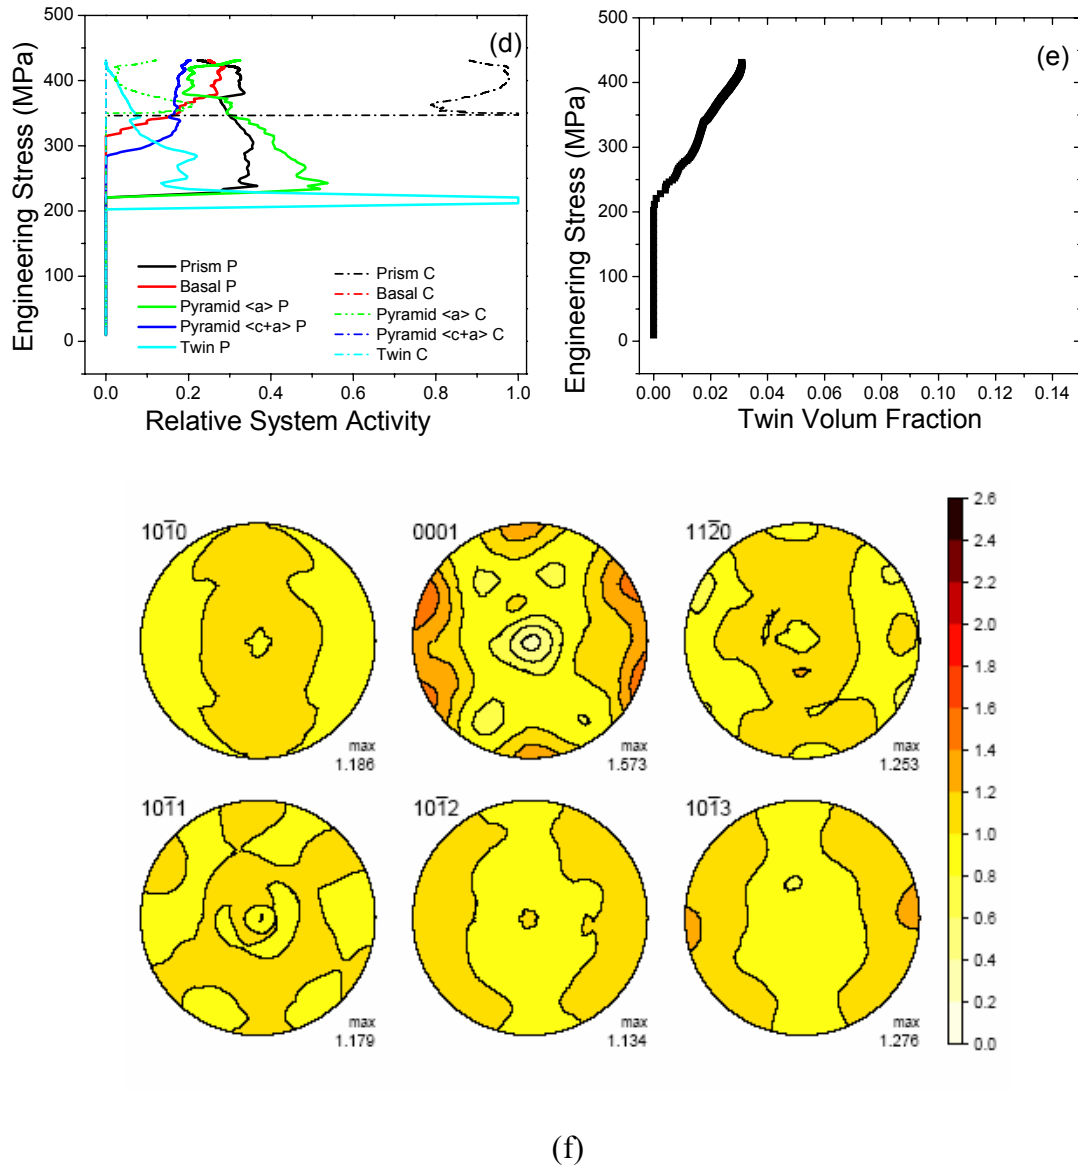 (d)
Engineering Stress (MPa)
500
400
300
200
100
0
Prism P
Basal P
Pyramid <a> P
Pyramid <c+a> P
Twin P
Prism C
Basal C
Pyramid <a> C
Pyramid <c+a> C
Twin C
0.0 0.2 0.4 0.6 0.8 1.0
Relative System Activity
(e)
Engineering Stress (MPa)
500
400
300
200
100
0
0.00 0.02 0.04 0.06 0.08 0.10 0.12 0.14
Twin Volum Fraction
101̄0
max
1.186
0001
max
1.573
112̄0
max
1.253
101̄1
max
1.179
101̄2
max
1.134
101̄3
max
1.276
2.6
2.4
2.2
2.0
1.8
1.6
1.4
1.2
1.0
0.8
0.6
0.4
0.2
0.0
(f)